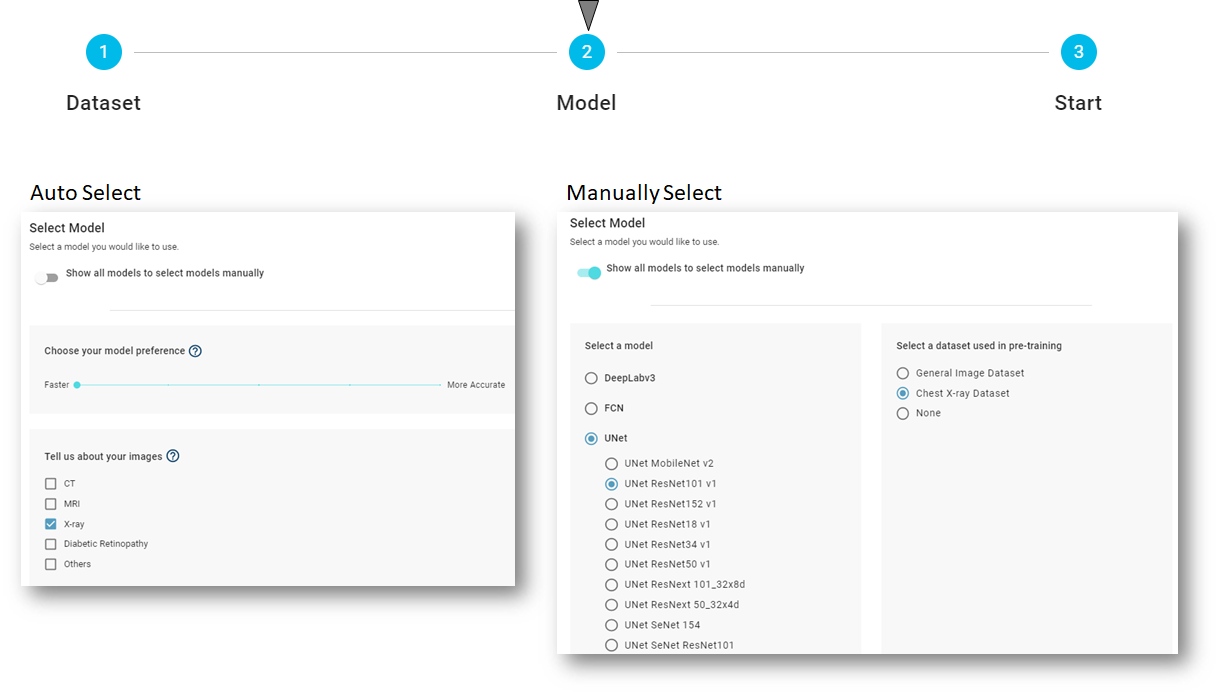 1
2
3
Dataset
Model
Start
Auto Select
Select Model
Select a model you would like to use.
Show all models to select models manually
Choose your model preference ?
Faster
More Accurate
Tell us about your images ?
CT
MRI
X-ray
Diabetic Retinopathy
Others
Manually Select
Select Model
Select a model you would like to use.
Show all models to select models manually
Select a model
DeepLabv3
FCN
UNet
UNet MobileNet v2
UNet ResNet101 v1
UNet ResNet152 v1
UNet ResNet18 v1
UNet ResNet34 v1
UNet ResNet50 v1
UNet ResNext 101_32x8d
UNet ResNext 50_32x4d
UNet SeNet 154
UNet SeNet ResNet101
Select a dataset used in pre-training
General Image Dataset
Chest X-ray Dataset
None